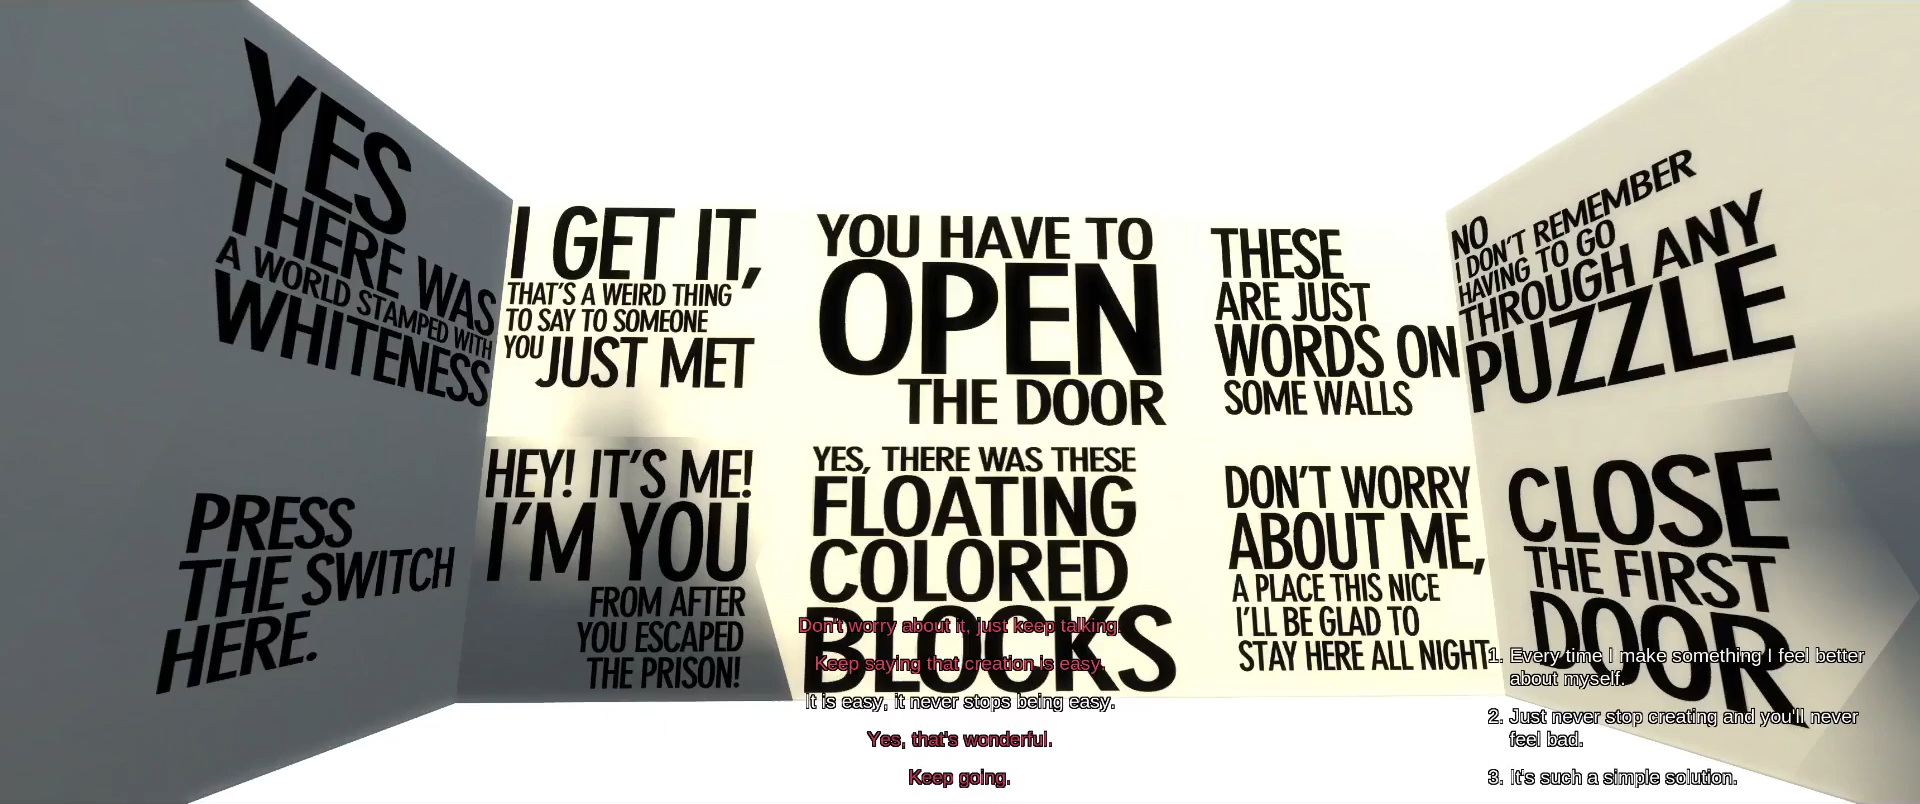 YES
THERE WAS
A WORLD STAMPED WITH
WHITENESS
PRESS
THE SWITCH
HERE.
I GET IT,
THAT'S A WEIRD THING
TO SAY TO SOMEONE
YOU JUST MET
HEY! IT'S ME!
I'M YOU
FROM AFTER
YOU ESCAPED
THE PRISON!
YOU HAVE TO
OPEN
THE DOOR
YES, THERE WAS THESE
FLOATING
COLORED
BLOCKS
THESE
ARE JUST
WORDS ON
SOME WALLS
DON'T WORRY
ABOUT ME,
A PLACE THIS NICE
I'LL BE GLAD TO
STAY HERE ALL NIGHT
NO
I DON'T REMEMBER
HAVING TO GO
THROUGH ANY
PUZZLE
CLOSE
THE FIRST
DOOR
Don't worry about it, just keep talking.
Keep saying that creation is easy.
It is easy, it never stops being easy.
Yes, that's wonderful.
Keep going.
1. Every time I make something I feel better
about myself.
2. Just never stop creating and you'll never
feel bad.
3. It's such a simple solution.